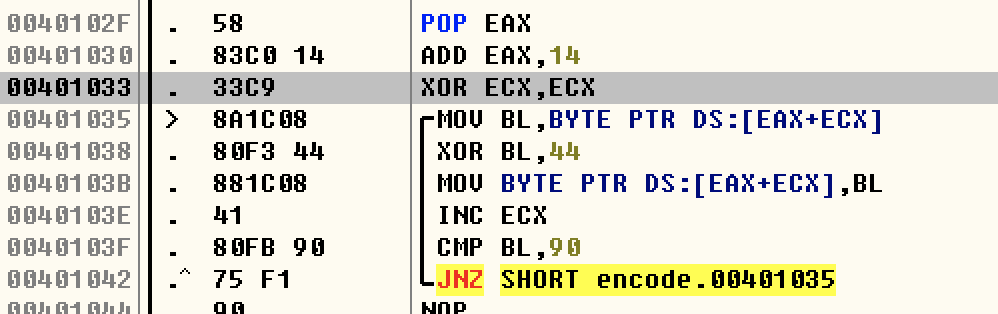 0040102F . 58 POP EAX
00401030 . 83C0 14 ADD EAX,14
00401033 . 33C9 XOR ECX,ECX
00401035 > 8A1C08 MOV BL,BYTE PTR DS:[EAX+ECX]
00401038 . 80F3 44 XOR BL,44
0040103B . 881C08 MOV BYTE PTR DS:[EAX+ECX],BL
0040103E . 41 INC ECX
0040103F . 80FB 90 CMP BL,90
00401042 .^ 75 F1 JNZ SHORT encode.00401035
00401044 . 90 NOP